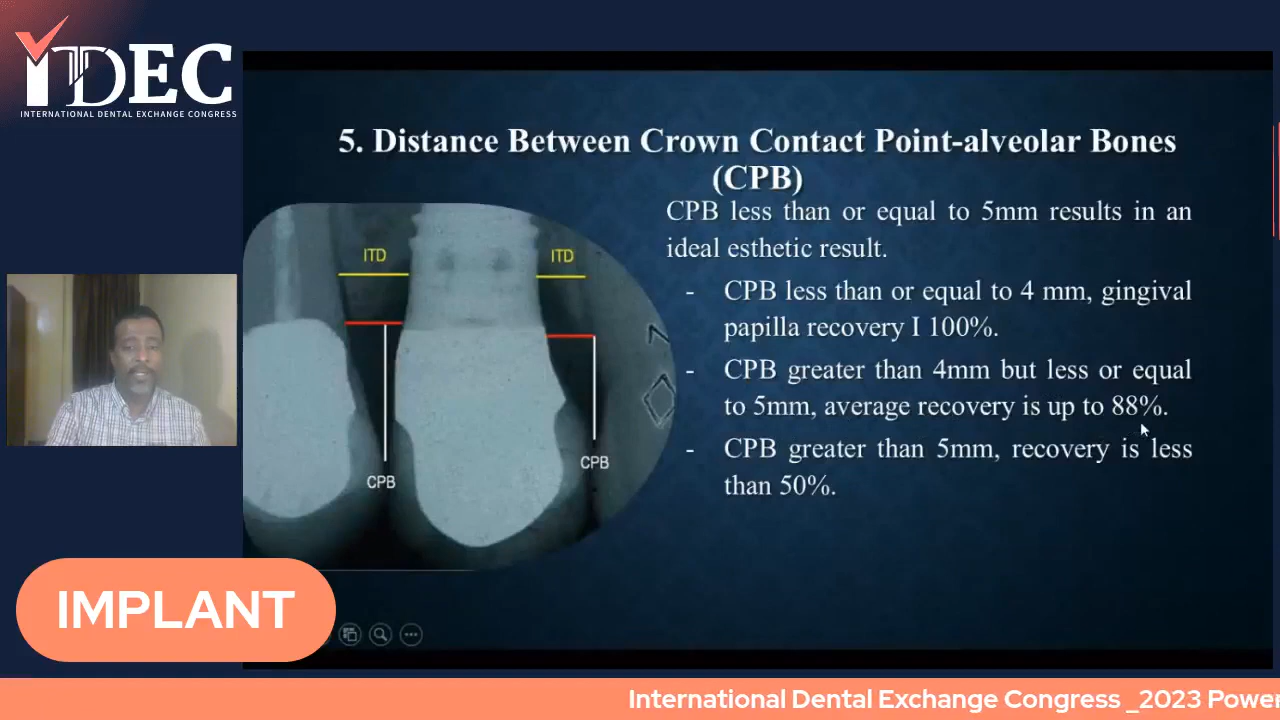 ITDEC
INTERNATIONAL DENTAL EXCHANGE CONGRESS
5. Distance Between Crown Contact Point-alveolar Bones
(CPB)
CPB less than or equal to 5mm results in an
ideal esthetic result.
- CPB less than or equal to 4 mm, gingival
papilla recovery I 100%.
- CPB greater than 4mm but less or equal
to 5mm, average recovery is up to 88%.
- CPB greater than 5mm, recovery is less
than 50%.
ITD
ITD
CPB
CPB
IMPLANT
International Dental Exchange Congress _2023 Power